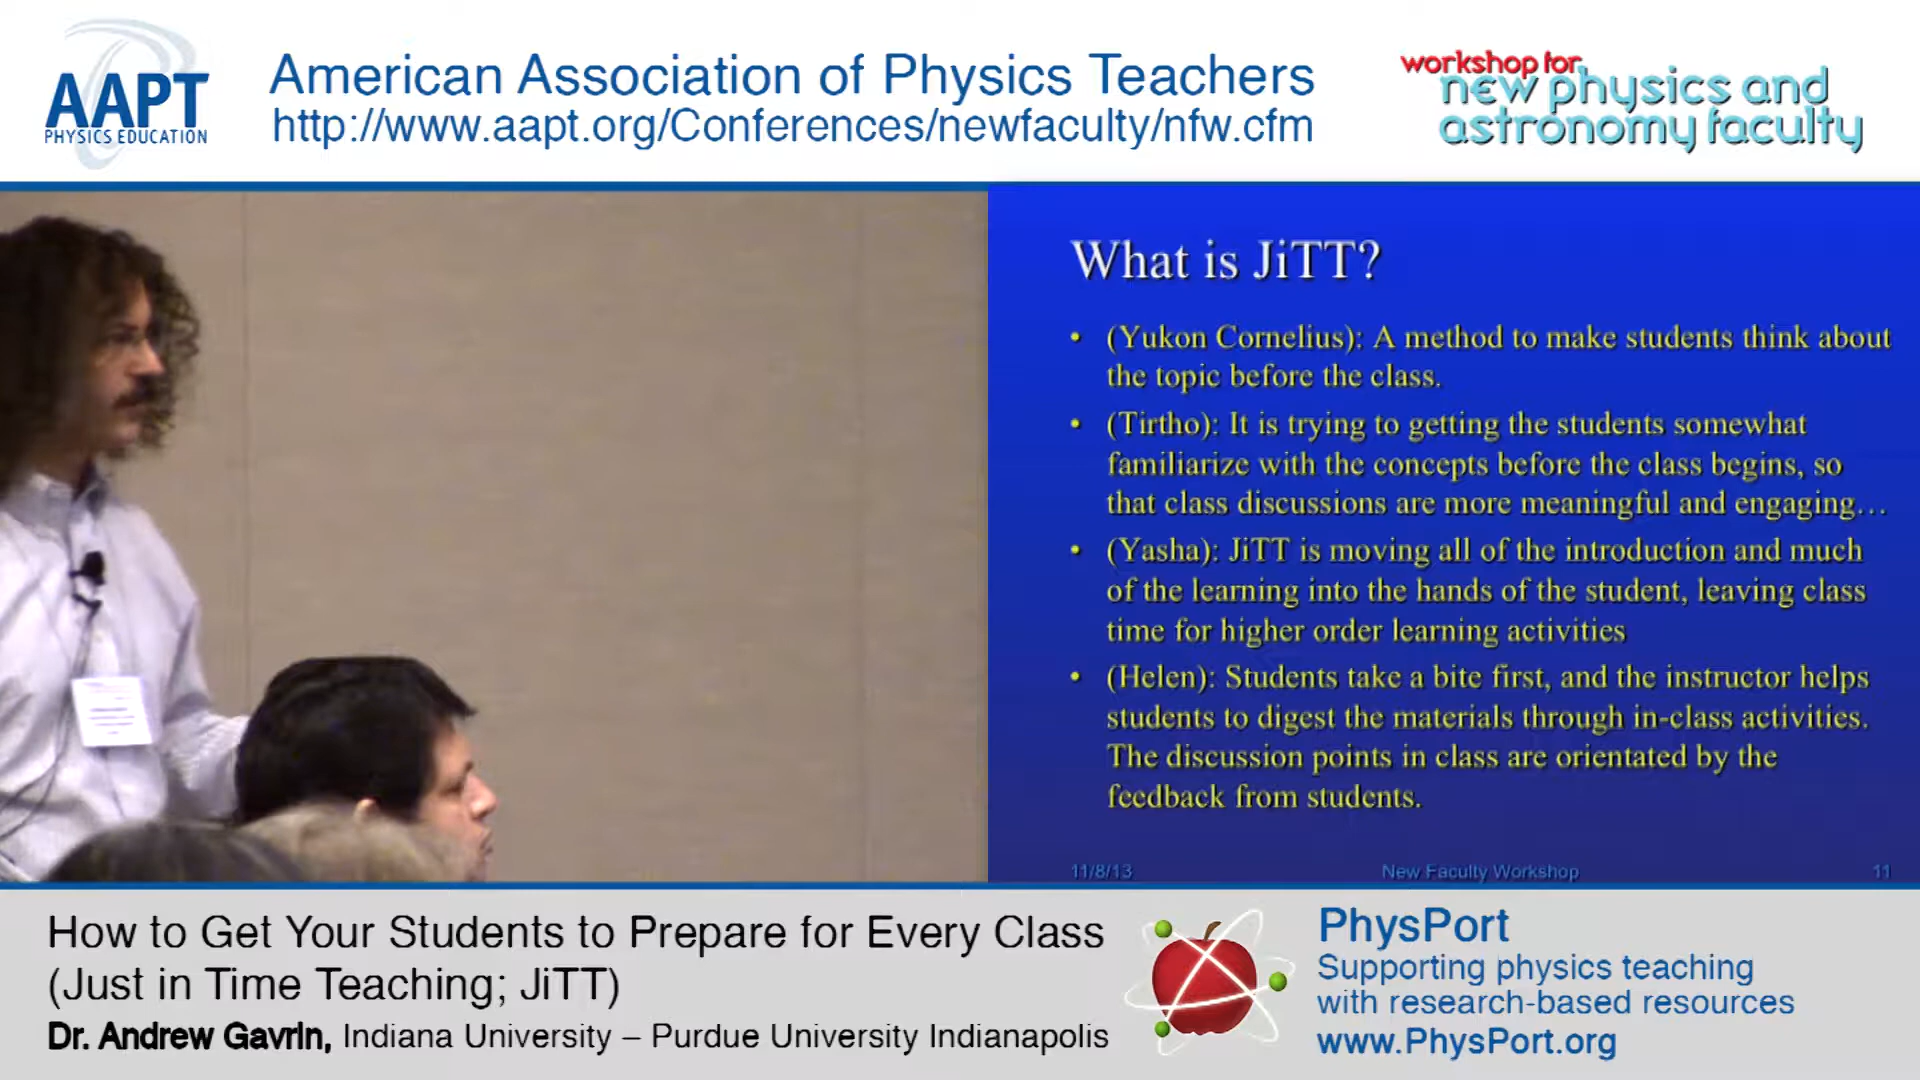 AAPT
PHYSICS EDUCATION
American Association of Physics Teachers
http://www.aapt.org/Conferences/newfaculty/nfw.cfm
workshop for
new physics and
astronomy faculty
What is JiTT?
• (Yukon Cornelius): A method to make students think about
the topic before the class.
• (Tirtho): It is trying to getting the students somewhat
familiarize with the concepts before the class begins, so
that class discussions are more meaningful and engaging…
• (Yasha): JiTT is moving all of the introduction and much
of the learning into the hands of the student, leaving class
time for higher order learning activities
• (Helen): Students take a bite first, and the instructor helps
students to digest the materials through in-class activities.
The discussion points in class are orientated by the
feedback from students.
11/8/13 New Faculty Workshop 11
How to Get Your Students to Prepare for Every Class
(Just in Time Teaching; JiTT)
Dr. Andrew Gavrin, Indiana University – Purdue University Indianapolis
PhysPort
Supporting physics teaching
with research-based resources
www.PhysPort.org